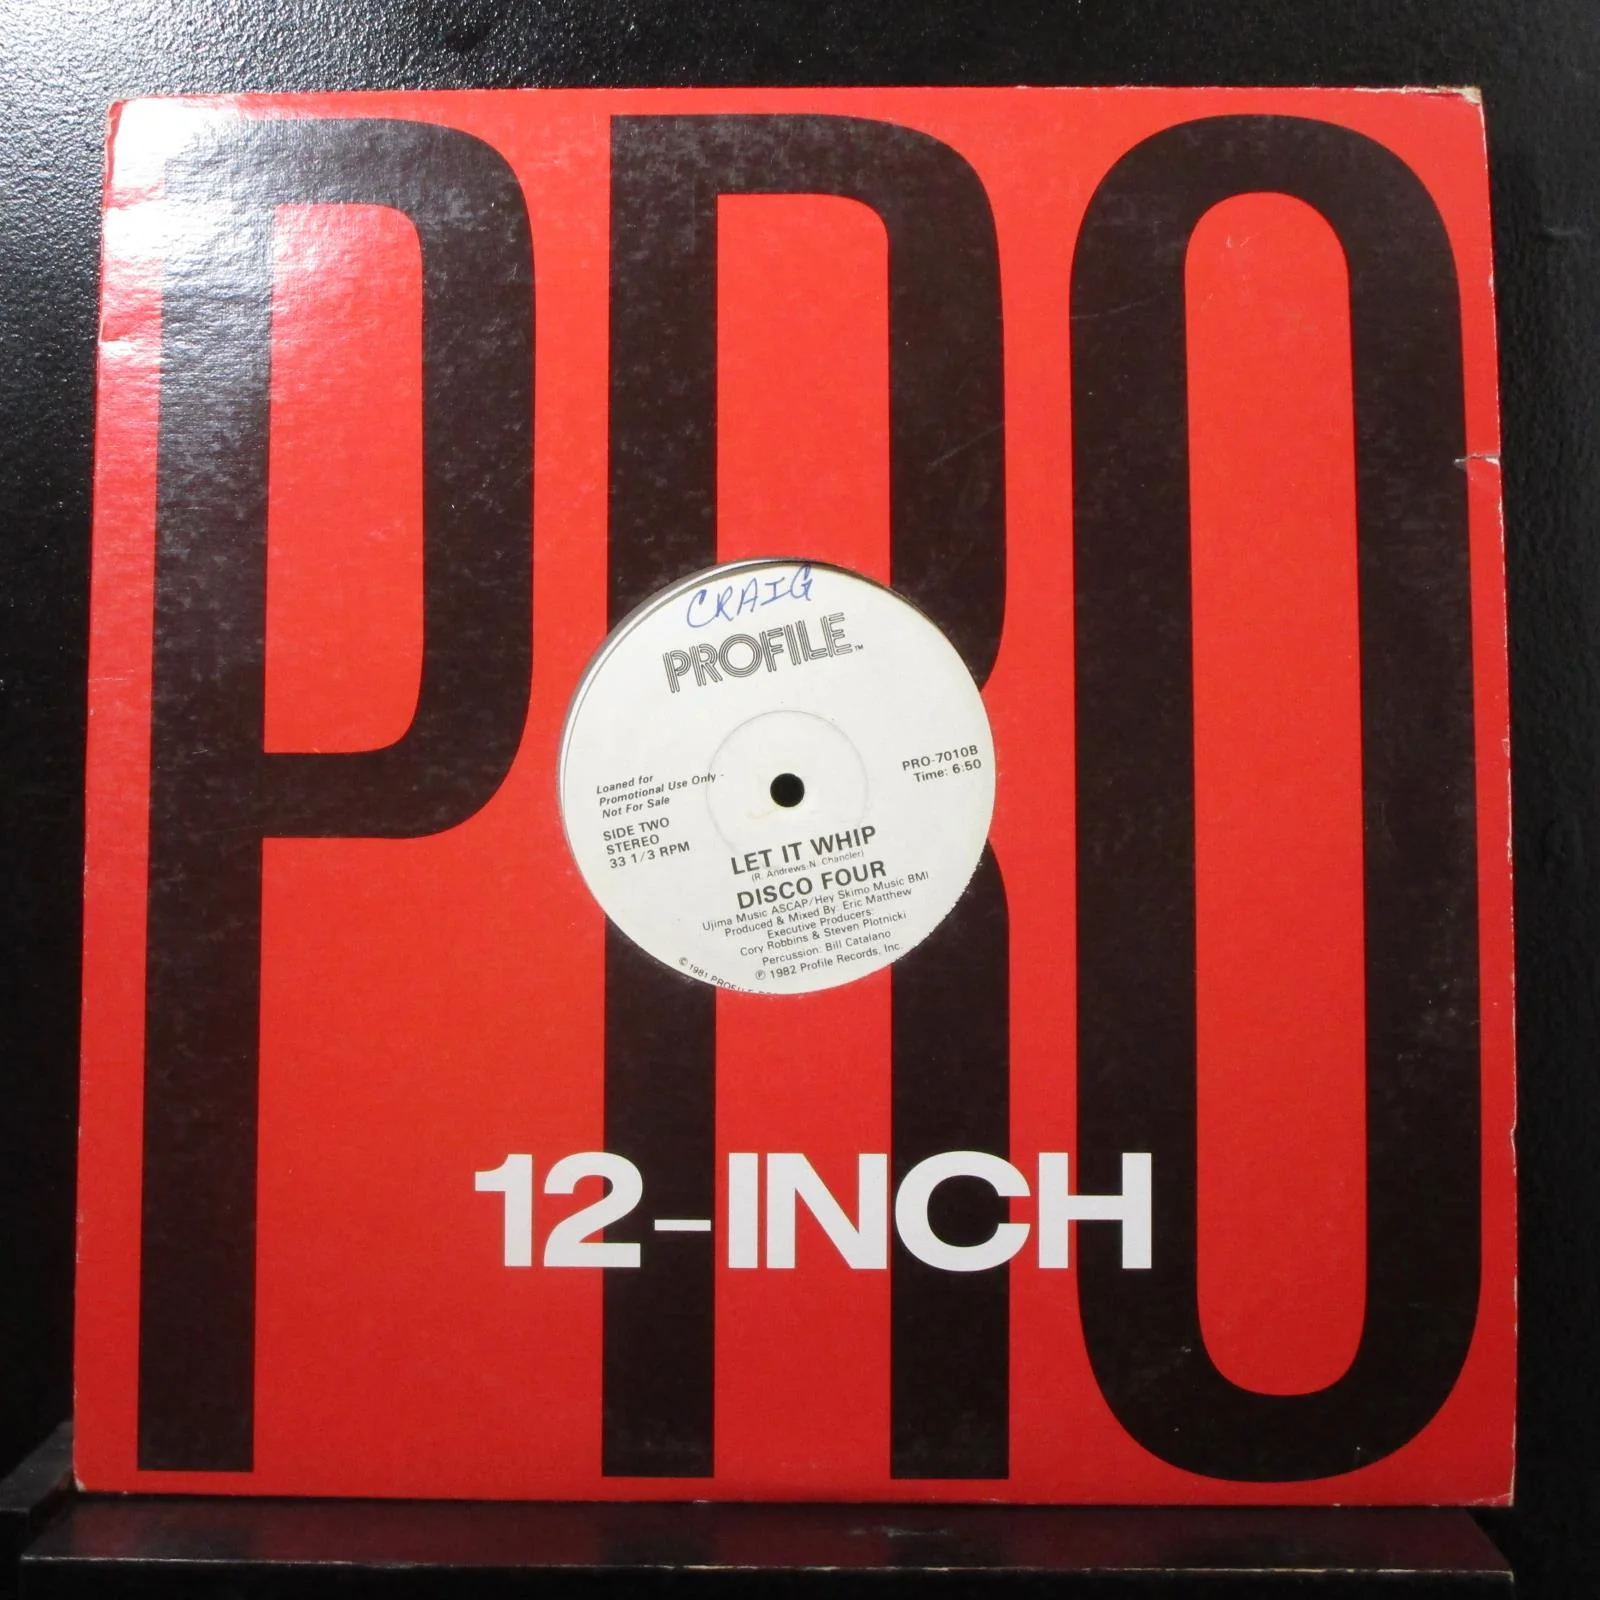 PRO
CRAIG
PROFILE™
PRO-7010B
Time: 6:50
Loaned for
Promotional Use Only -
Not For Sale
SIDE TWO
STEREO
33 1/3 RPM
LET IT WHIP
(R. Andrews-N. Chancler)
DISCO FOUR
Ujima Music ASCAP/Hey Skimo Music BMI
Produced & Mixed By: Eric Matthew
Executive Producers:
Cory Robbins & Steven Plotnicki
Percussion: Bill Catalano
℗ 1982 Profile Records, Inc.
© 1981 PROFILE
12-INCH